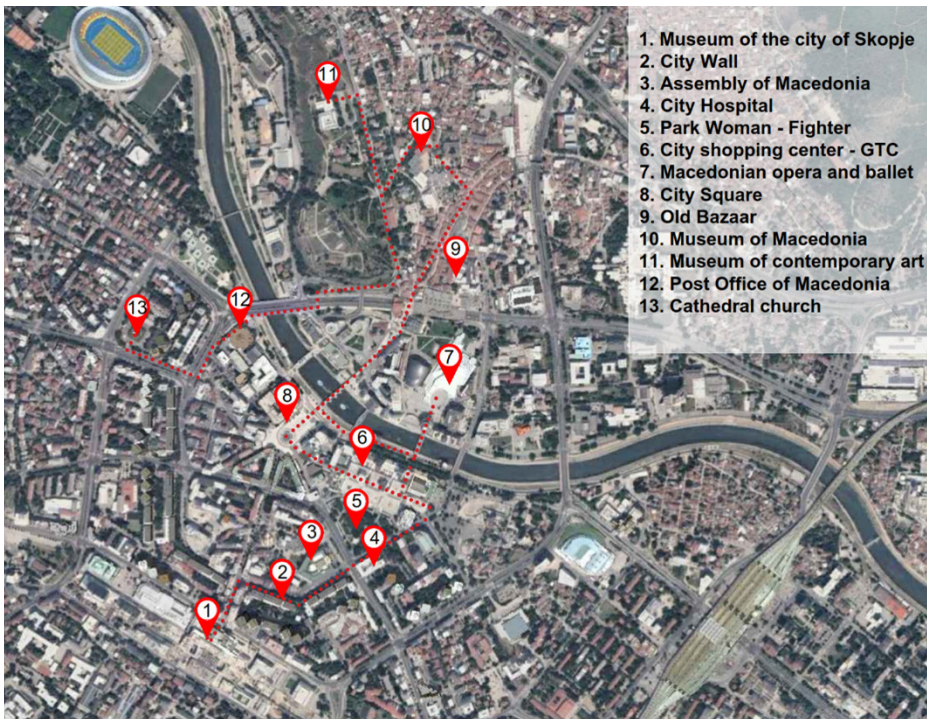 1. Museum of the city of Skopje
2. City Wall
3. Assembly of Macedonia
4. City Hospital
5. Park Woman - Fighter
6. City shopping center - GTC
7. Macedonian opera and ballet
8. City Square
9. Old Bazaar
10. Museum of Macedonia
11. Museum of contemporary art
12. Post Office of Macedonia
13. Cathedral church
11
10
9
13
12
7
8
6
5
3
4
2
1